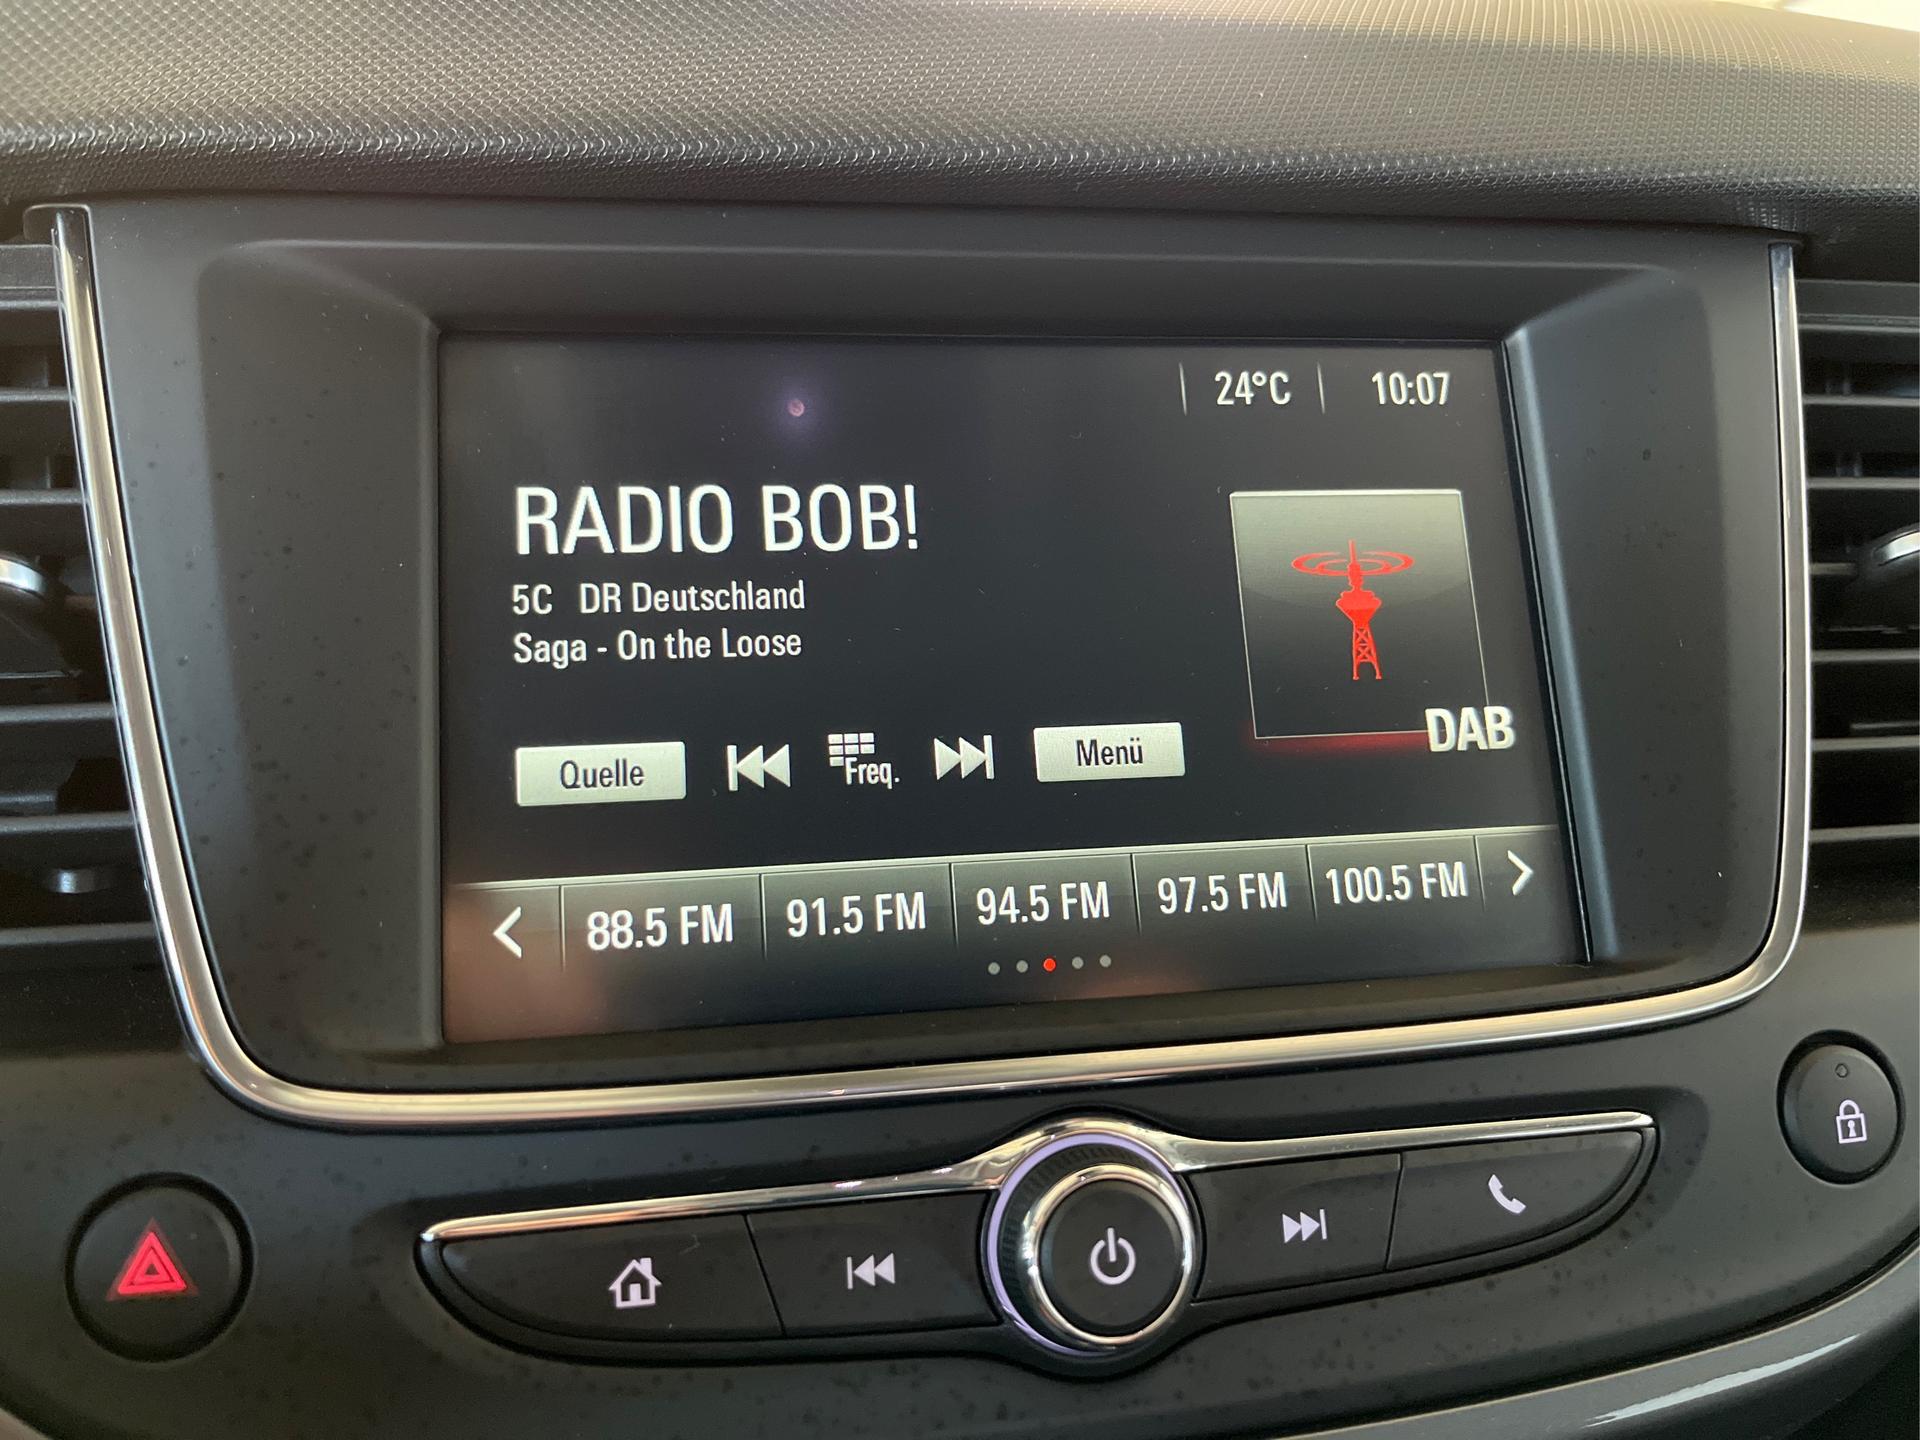 24°C 10:07
RADIO BOB!
5C DR Deutschland
Saga - On the Loose
DAB
Quelle Freq. Menü
88.5 FM 91.5 FM 94.5 FM 97.5 FM 100.5 FM